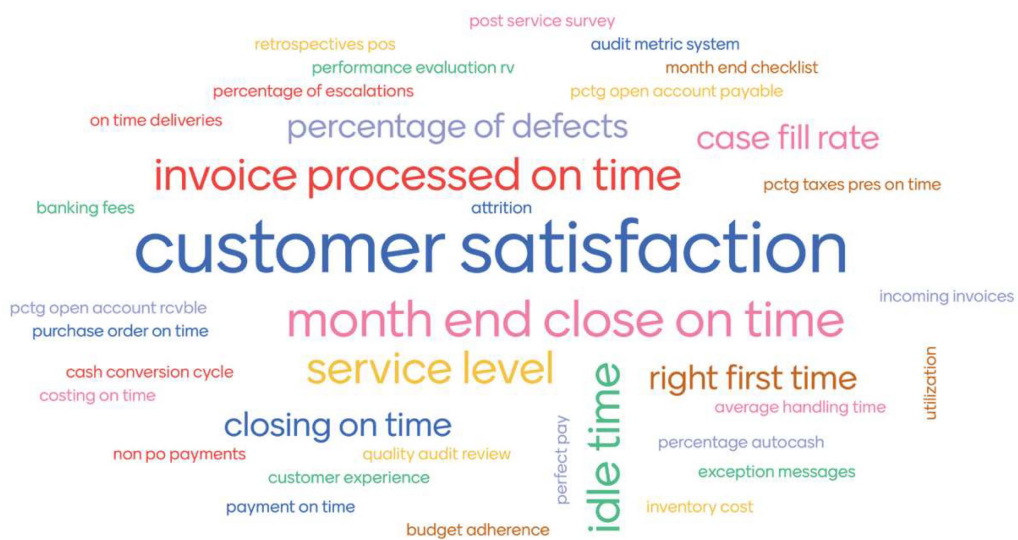 post service survey
retrospectives pos
audit metric system
performance evaluation rv
month end checklist
percentage of escalations
pctg open account payable
on time deliveries
percentage of defects
case fill rate
invoice processed on time
pctg taxes pres on time
banking fees
attrition
customer satisfaction
incoming invoices
pctg open account rcvble
month end close on time
purchase order on time
service level
idle time
right first time
utilization
cash conversion cycle
costing on time
average handling time
closing on time
perfect pay
percentage autocash
non po payments
quality audit review
customer experience
exception messages
payment on time
inventory cost
budget adherence